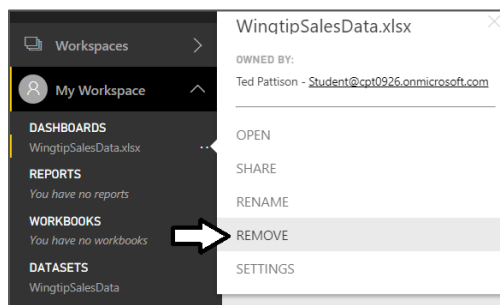 Workspaces
My Workspace
DASHBOARDS
WingtipSalesData.xlsx
REPORTS
You have no reports
WORKBOOKS
You have no workbooks
DATASETS
WingtipSalesData
WingtipSalesData.xlsx
OWNED BY:
Ted Pattison - Student@cpt0926.onmicrosoft.com
OPEN
SHARE
RENAME
REMOVE
SETTINGS